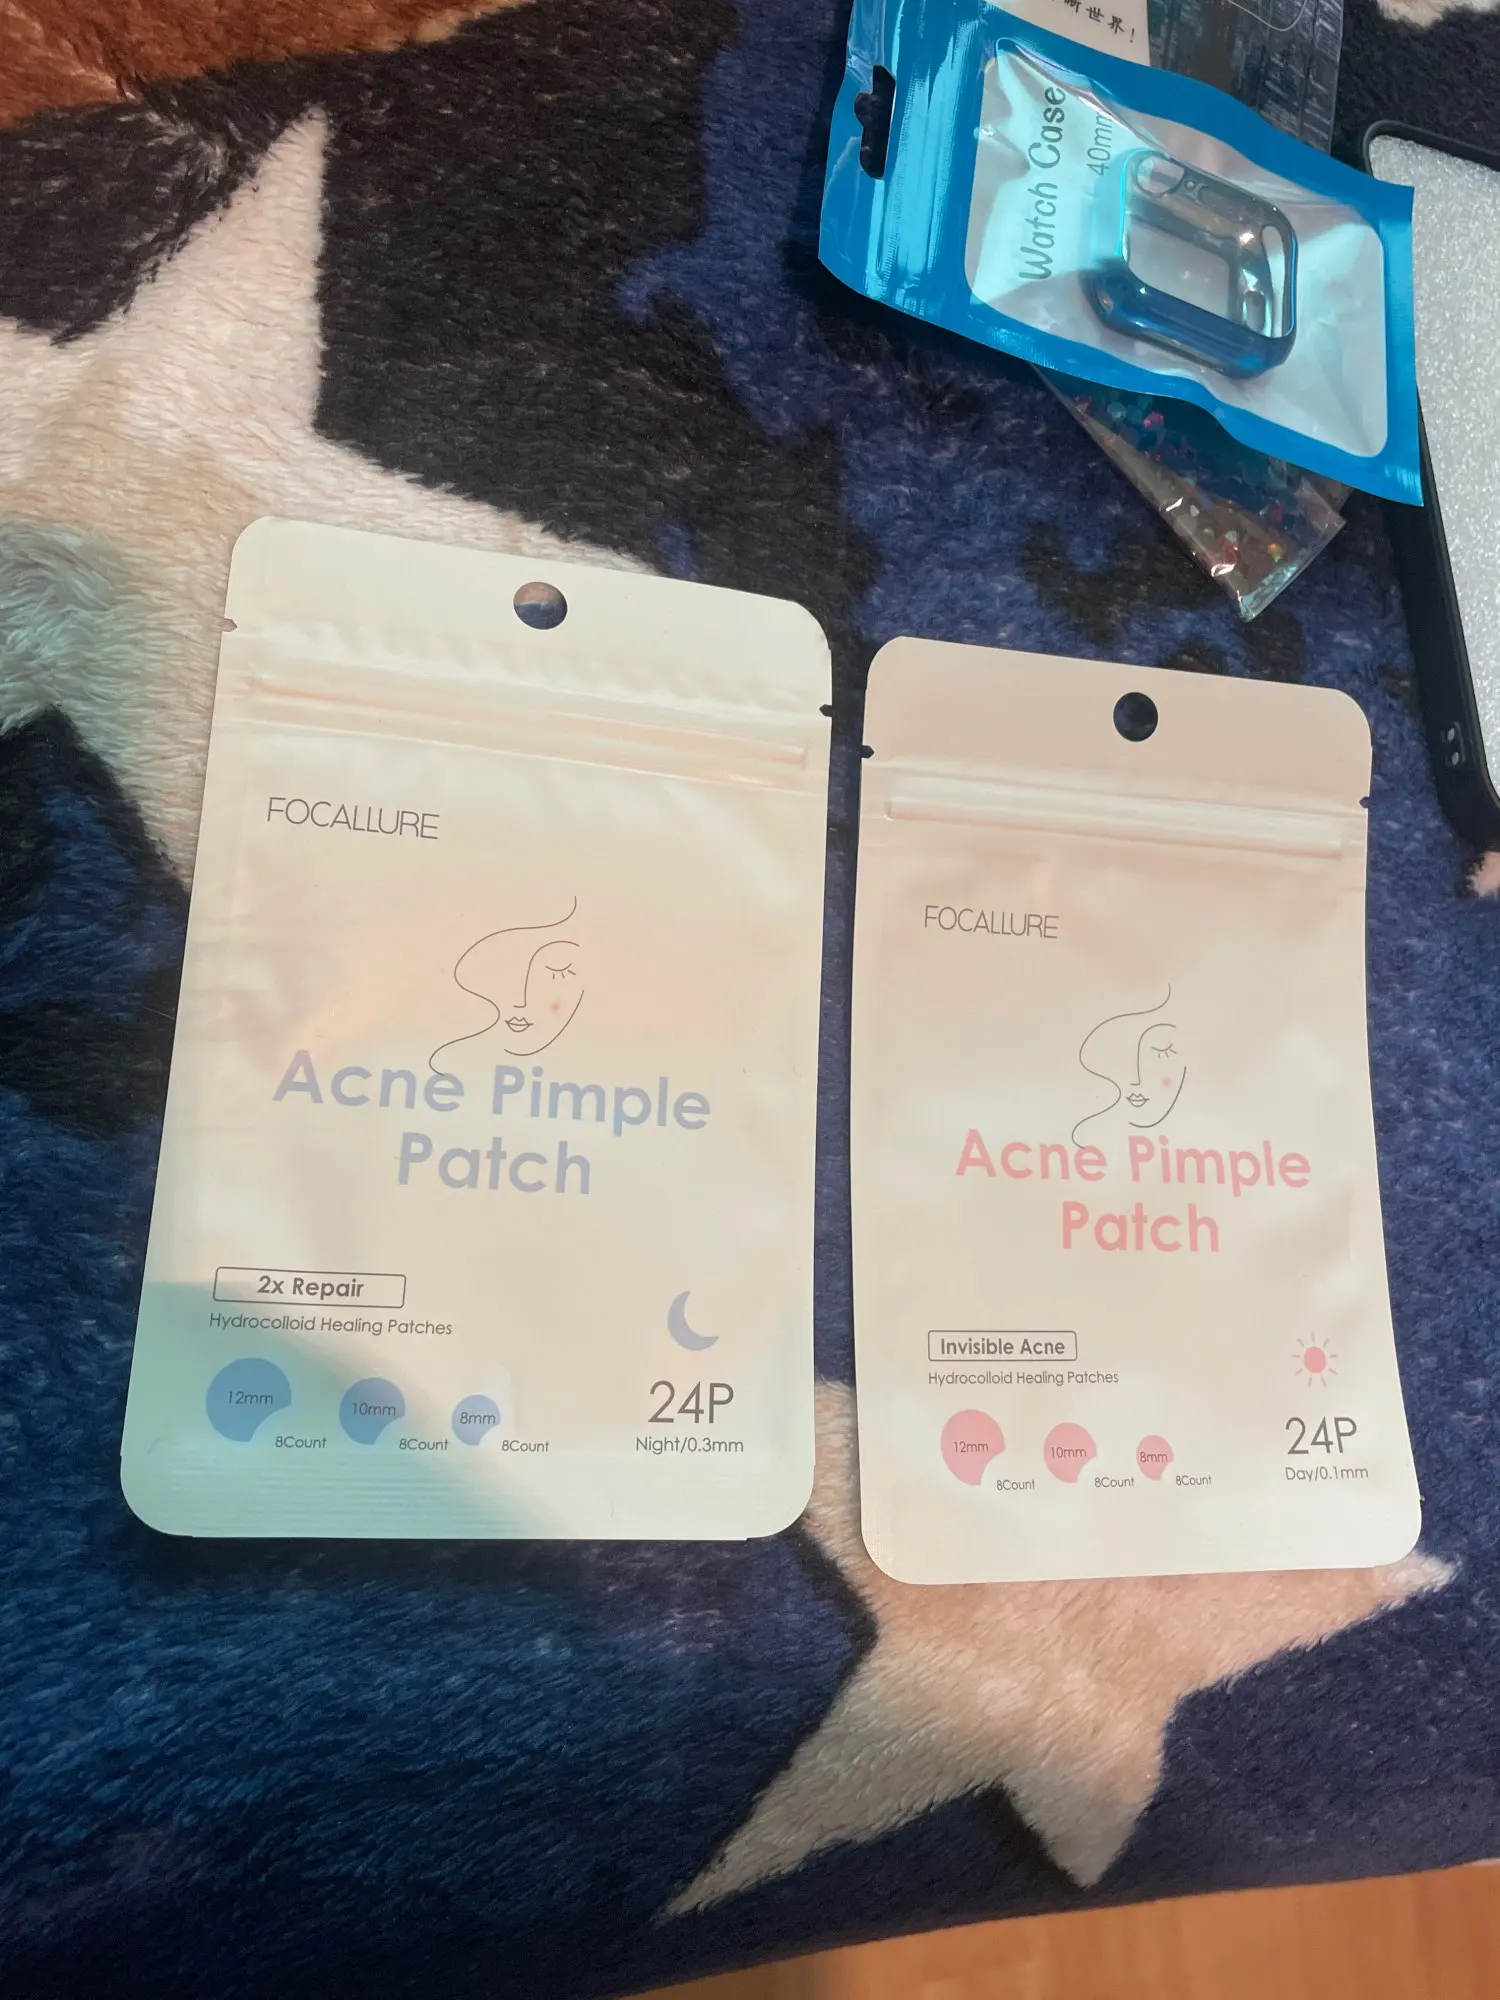 世界!
Watch Case
40mm
FOCALLURE
Acne Pimple
Patch
2x Repair
Hydrocolloid Healing Patches
12mm
8Count
10mm
8Count
8mm
8Count
24P
Night/0.3mm
FOCALLURE
Acne Pimple
Patch
Invisible Acne
Hydrocolloid Healing Patches
12mm
8Count
10mm
8Count
8mm
8Count
24P
Day/0.1mm